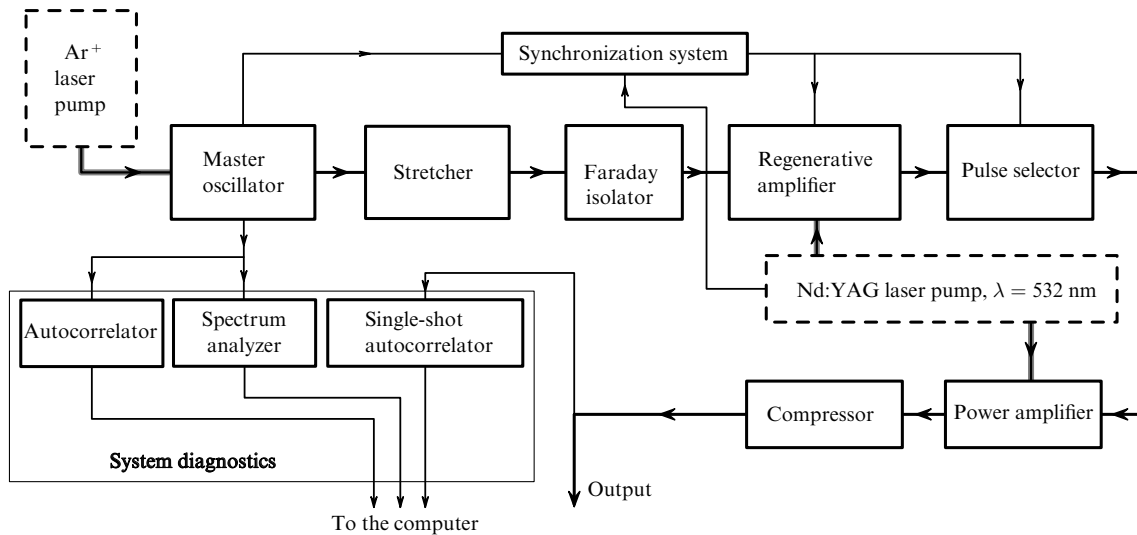 Ar⁺
laser
pump
Synchronization system
Master
oscillator
Stretcher
Faraday
isolator
Regenerative
amplifier
Pulse selector
Nd:YAG laser pump, λ = 532 nm
Autocorrelator
Spectrum
analyzer
Single-shot
autocorrelator
Compressor
Power amplifier
System diagnostics
Output
To the computer